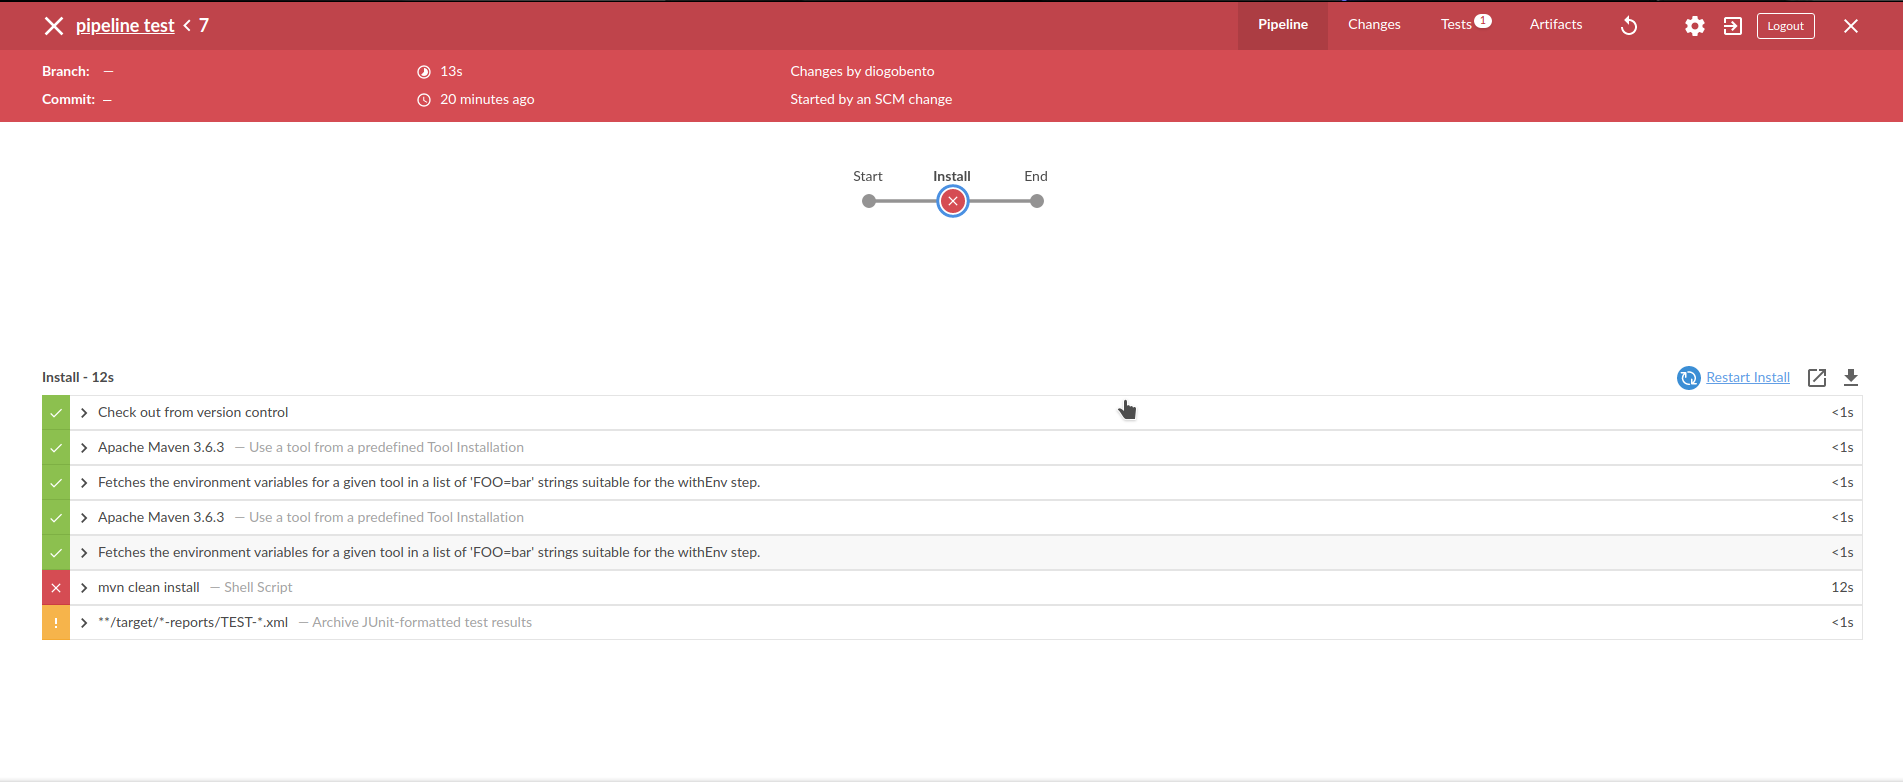 pipeline test < 7
Pipeline
Changes
Tests 1
Artifacts
Logout
Branch: —
13s
Changes by diogobento
Commit: —
20 minutes ago
Started by an SCM change
Start
Install
End
Install - 12s
Restart Install
Check out from version control
<1s
Apache Maven 3.6.3 — Use a tool from a predefined Tool Installation
<1s
Fetches the environment variables for a given tool in a list of 'FOO=bar' strings suitable for the withEnv step.
<1s
Apache Maven 3.6.3 — Use a tool from a predefined Tool Installation
<1s
Fetches the environment variables for a given tool in a list of 'FOO=bar' strings suitable for the withEnv step.
<1s
mvn clean install — Shell Script
12s
**/target/*-reports/TEST-*.xml — Archive JUnit-formatted test results
<1s